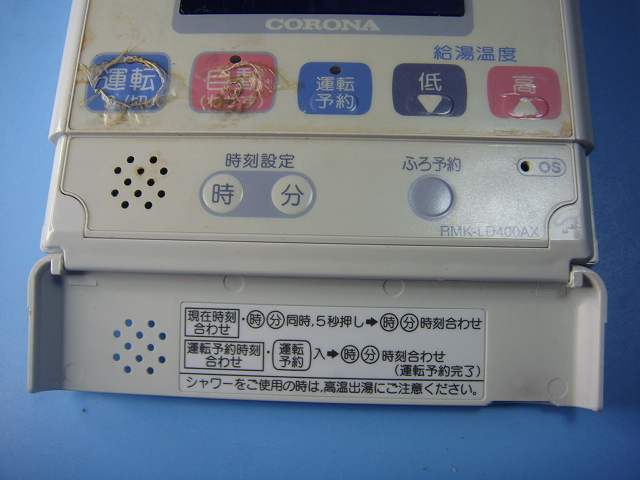 CORONA
給湯温度
運転
自動
運転
予約
低
高
時刻設定
時
分
ふろ予約
OS
RMK-LD400AX
現在時刻
合わせ
・時分同時,5秒押し➡時分時刻合わせ
運転予約時刻
合わせ
・運転
予約
入➡時分時刻合わせ
(運転予約完了)
シャワーをご使用の時は,高温出湯にご注意ください。